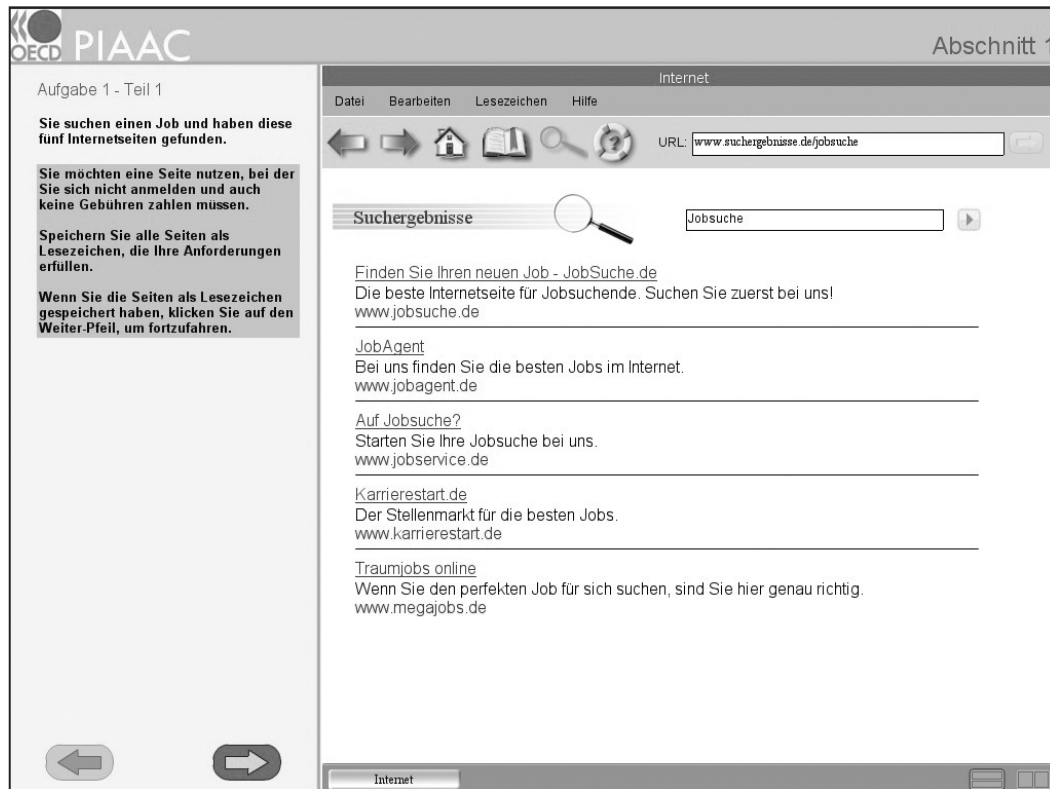 OECD PIAAC
Abschnitt 1
Aufgabe 1 - Teil 1
Sie suchen einen Job und haben diese
fünf Internetseiten gefunden.
Sie möchten eine Seite nutzen, bei der
Sie sich nicht anmelden und auch
keine Gebühren zahlen müssen.
Speichern Sie alle Seiten als
Lesezeichen, die Ihre Anforderungen
erfüllen.
Wenn Sie die Seiten als Lesezeichen
gespeichert haben, klicken Sie auf den
Weiter-Pfeil, um fortzufahren.
Internet
Datei Bearbeiten Lesezeichen Hilfe
URL: www.suchergebnisse.de/jobsuche
Suchergebnisse Jobsuche
Finden Sie Ihren neuen Job - JobSuche.de
Die beste Internetseite für Jobsuchende. Suchen Sie zuerst bei uns!
www.jobsuche.de
JobAgent
Bei uns finden Sie die besten Jobs im Internet.
www.jobagent.de
Auf Jobsuche?
Starten Sie Ihre Jobsuche bei uns.
www.jobservice.de
Karrierestart.de
Der Stellenmarkt für die besten Jobs.
www.karrierestart.de
Traumjobs online
Wenn Sie den perfekten Job für sich suchen, sind Sie hier genau richtig.
www.megajobs.de
Internet